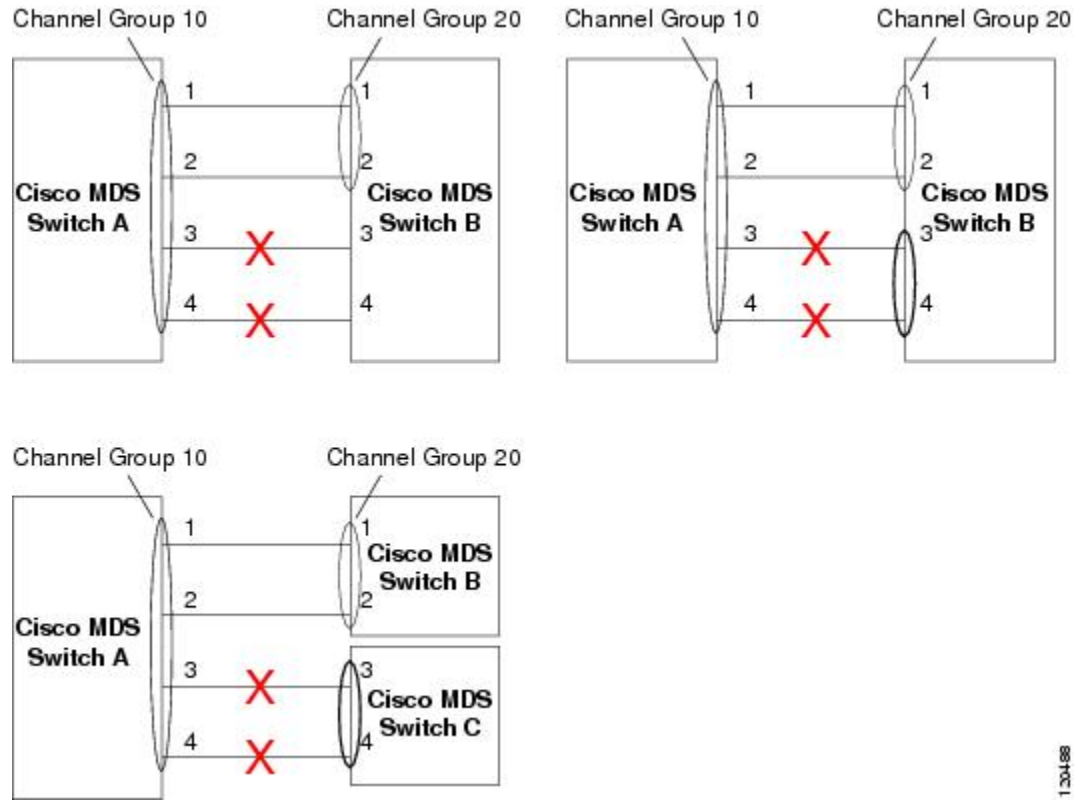 Channel Group 10
Channel Group 20
1
1
2
2
Cisco MDS
Switch A
Cisco MDS
Switch B
3
3
4
4
Channel Group 10
Channel Group 20
1
1
2
2
Cisco MDS
Switch A
Cisco MDS
Switch B
3
3
4
4
Channel Group 10
Channel Group 20
1
1
Cisco MDS
Switch B
2
2
Cisco MDS
Switch A
3
3
Cisco MDS
Switch C
4
4
120488